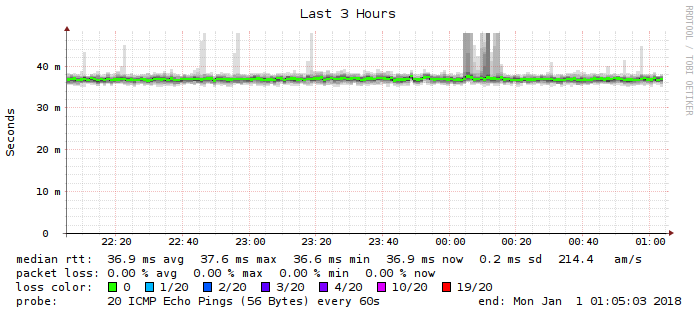 Last 3 Hours
RRDTOOL / TOBI OETIKER
Seconds
40 m
30 m
20 m
10 m
0
22:20 22:40 23:00 23:20 23:40 00:00 00:20 00:40 01:00
median rtt: 36.9 ms avg 37.6 ms max 36.6 ms min 36.9 ms now 0.2 ms sd 214.4 am/s
packet loss: 0.00 % avg 0.00 % max 0.00 % min 0.00 % now
loss color: 0 1/20 2/20 3/20 4/20 10/20 19/20
probe: 20 ICMP Echo Pings (56 Bytes) every 60s end: Mon Jan 1 01:05:03 2018